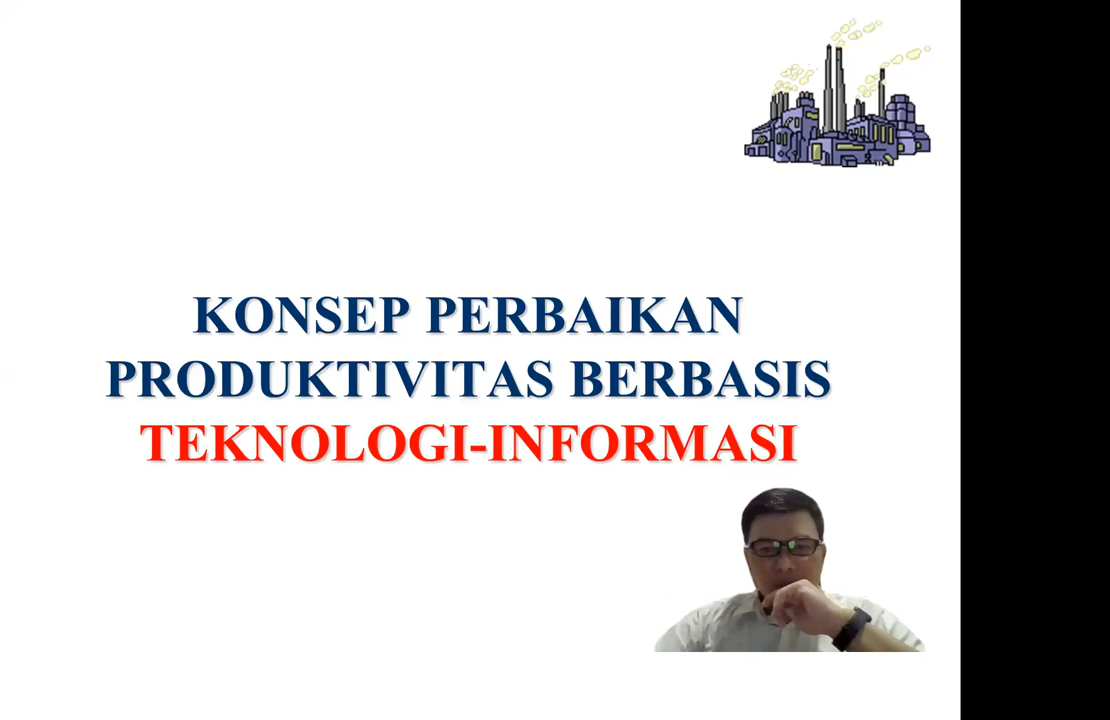 KONSEP PERBAIKAN
PRODUKTIVITAS BERBASIS
TEKNOLOGI-INFORMASI